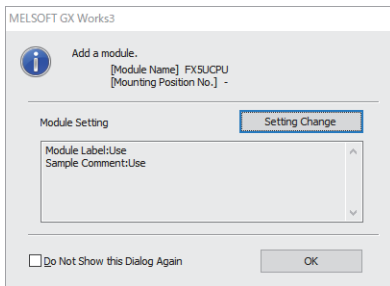 MELSOFT GX Works3
Add a module.
[Module Name] FX5UCPU
[Mounting Position No.] -
Module Setting
Setting Change
Module Label:Use
Sample Comment:Use
Do Not Show this Dialog Again
OK